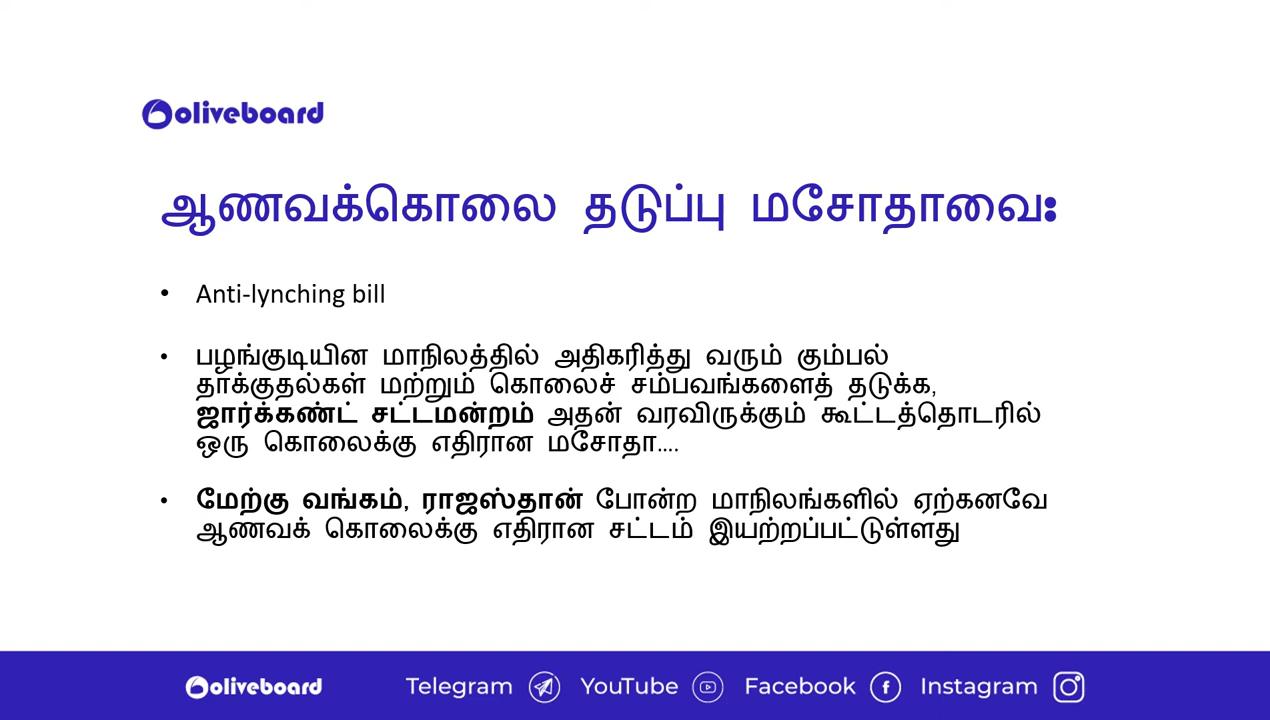 oliveboard
ஆணவக்கொலை தடுப்பு மசோதாவை:
• Anti-lynching bill
• பழங்குடியின மாநிலத்தில் அதிகரித்து வரும் கும்பல்
தாக்குதல்கள் மற்றும் கொலைச் சம்பவங்களைத் தடுக்க,
ஜார்க்கண்ட் சட்டமன்றம் அதன் வரவிருக்கும் கூட்டத்தொடரில்
ஒரு கொலைக்கு எதிரான மசோதா....
• மேற்கு வங்கம், ராஜஸ்தான் போன்ற மாநிலங்களில் ஏற்கனவே
ஆணவக் கொலைக்கு எதிரான சட்டம் இயற்றப்பட்டுள்ளது
oliveboard Telegram YouTube Facebook Instagram